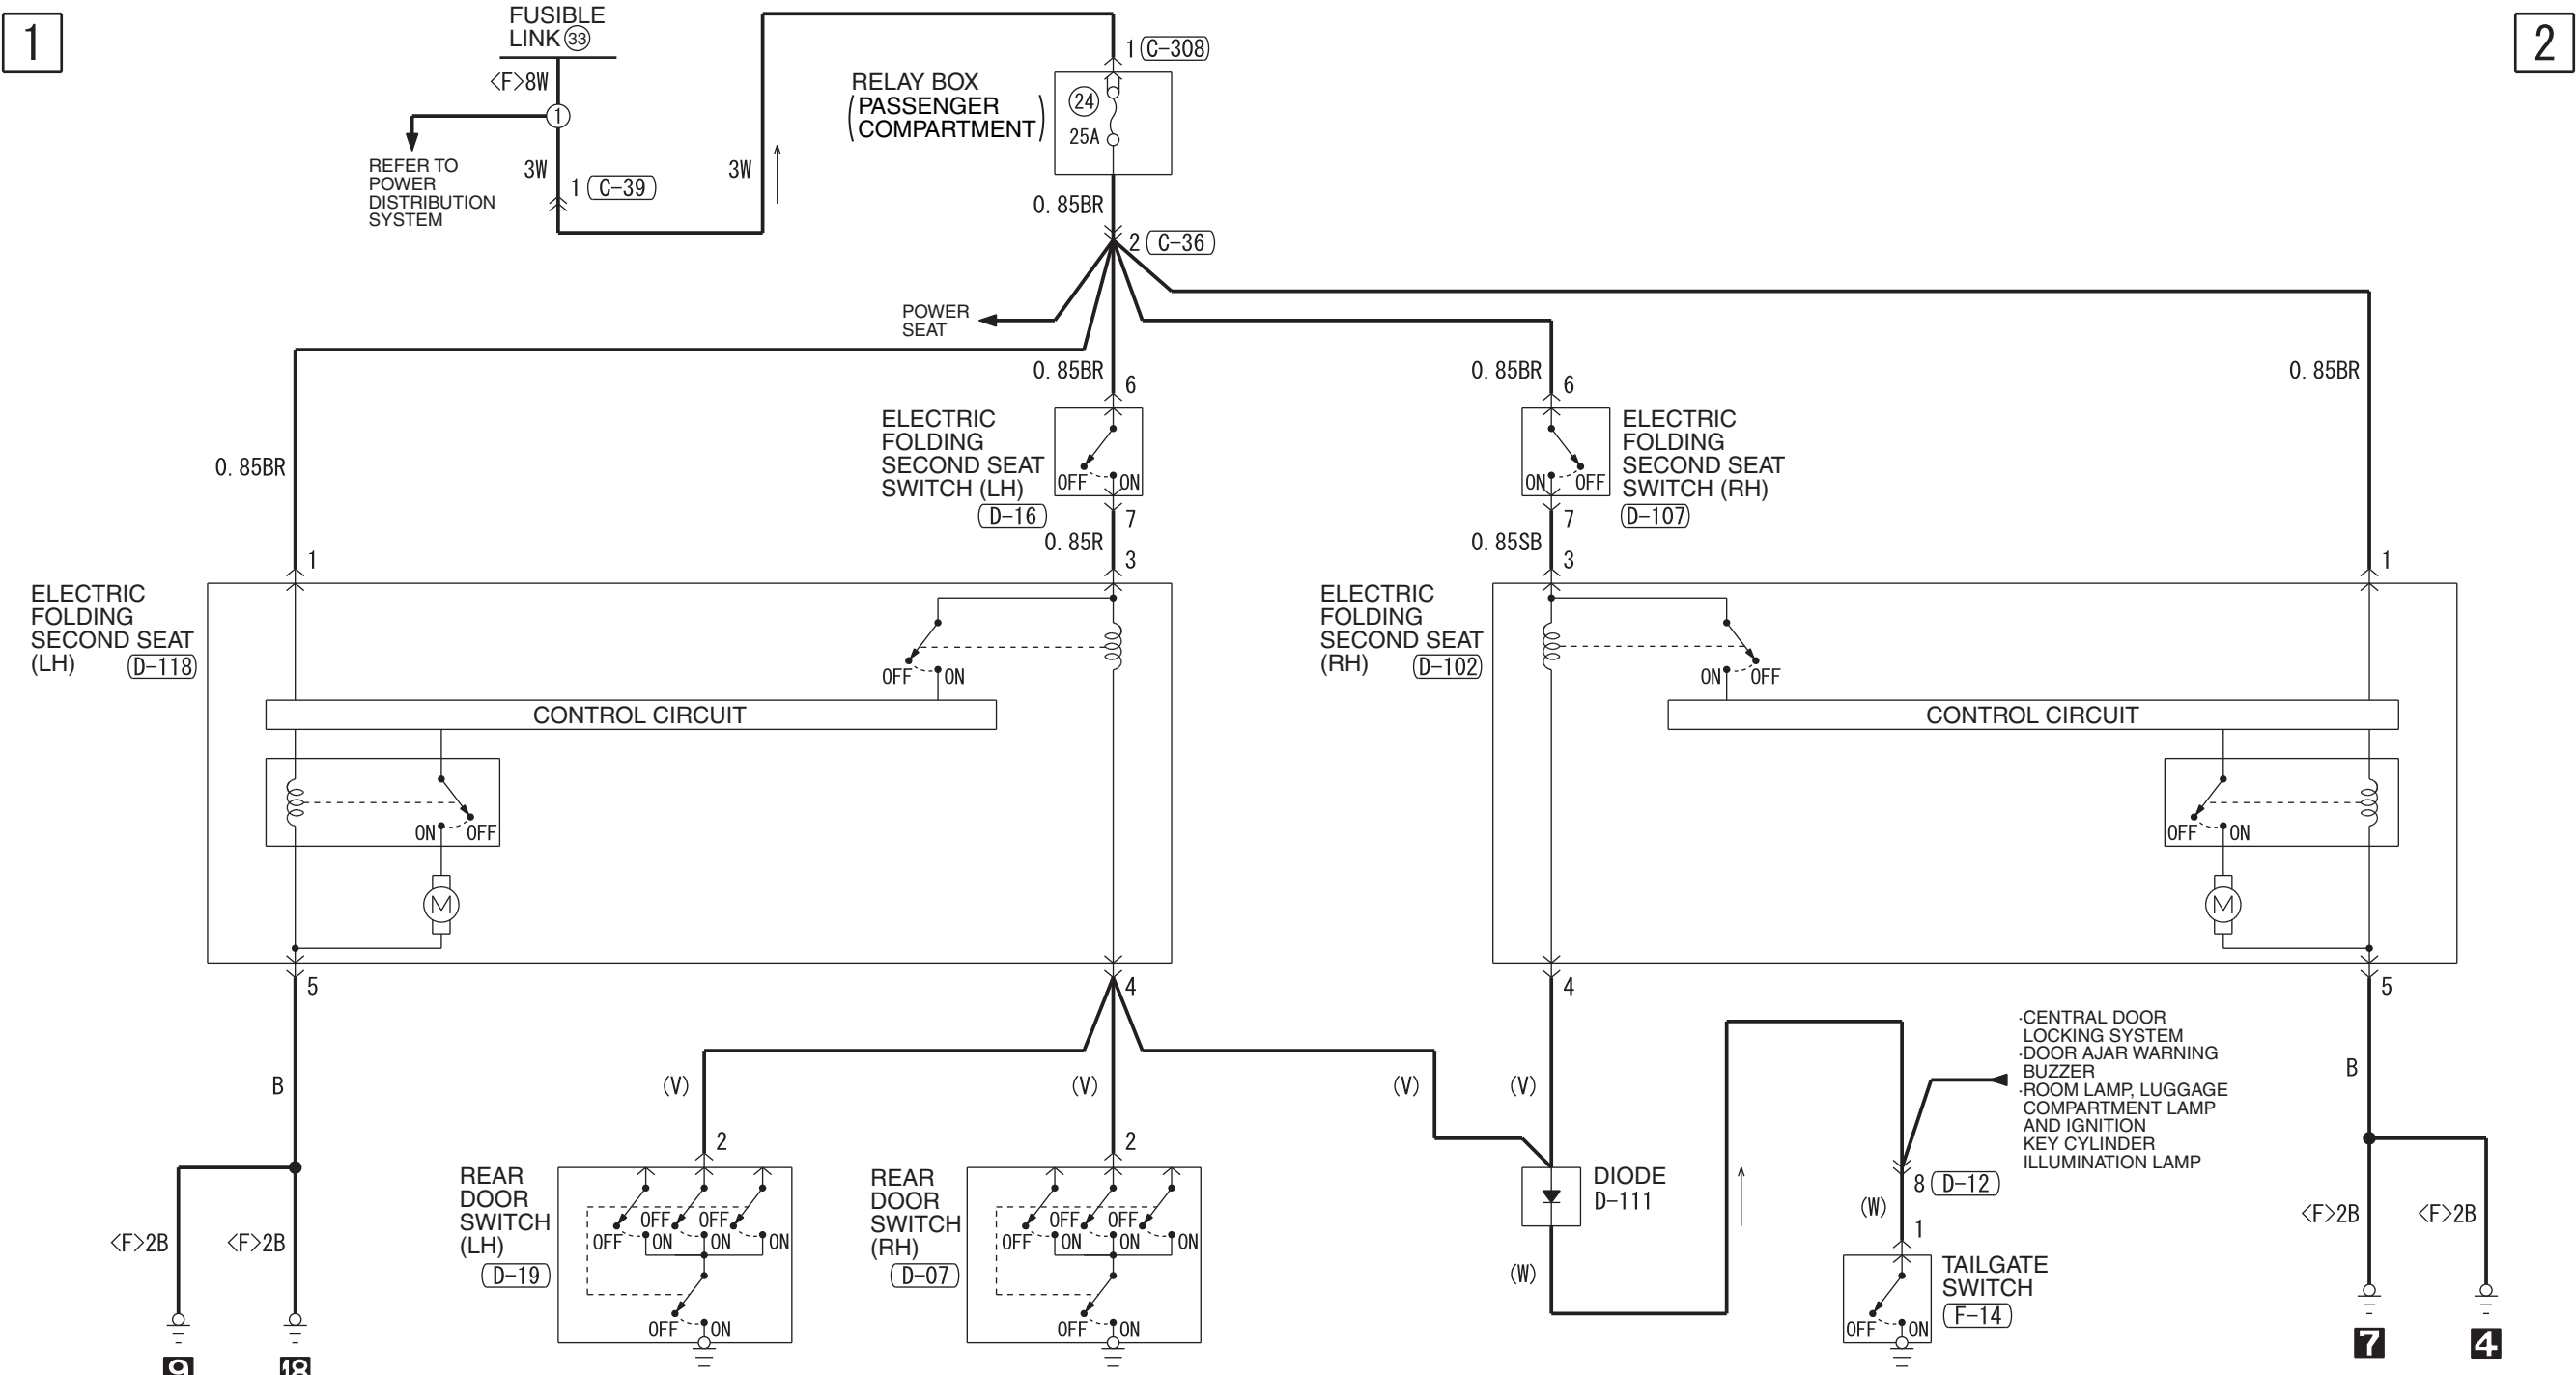 1
2
FUSIBLE
LINK 33
<F>8W
1
REFER TO
POWER
DISTRIBUTION
SYSTEM
3W
1 C-39
3W
1 C-308
RELAY BOX
(PASSENGER
COMPARTMENT)
24
25A
0. 85BR
2 C-36
POWER
SEAT
0. 85BR
6
0. 85BR
6
0. 85BR
0. 85BR
ELECTRIC
FOLDING
SECOND SEAT
SWITCH (LH)
D-16
OFF ON
7
0. 85R
3
ON OFF
ELECTRIC
FOLDING
SECOND SEAT
SWITCH (RH)
D-107
7
0. 85SB
3
1
1
ELECTRIC
FOLDING
SECOND SEAT
(LH) D-118
OFF ON
CONTROL CIRCUIT
ON OFF
M
5
4
ELECTRIC
FOLDING
SECOND SEAT
(RH) D-102
ON OFF
CONTROL CIRCUIT
OFF ON
M
4
5
B
(V)
(V)
(V)
(V)
B
·CENTRAL DOOR
LOCKING SYSTEM
·DOOR AJAR WARNING
BUZZER
·ROOM LAMP, LUGGAGE
COMPARTMENT LAMP
AND IGNITION
KEY CYLINDER
ILLUMINATION LAMP
2
2
<F>2B
<F>2B
9
18
REAR
DOOR
SWITCH
(LH)
D-19
OFF OFF
OFF ON ON ON
OFF ON
REAR
DOOR
SWITCH
(RH)
D-07
OFF OFF
OFF ON ON ON
OFF ON
DIODE
D-111
(W)
8 D-12
(W)
1
TAILGATE
SWITCH
F-14
OFF ON
<F>2B
<F>2B
7
4